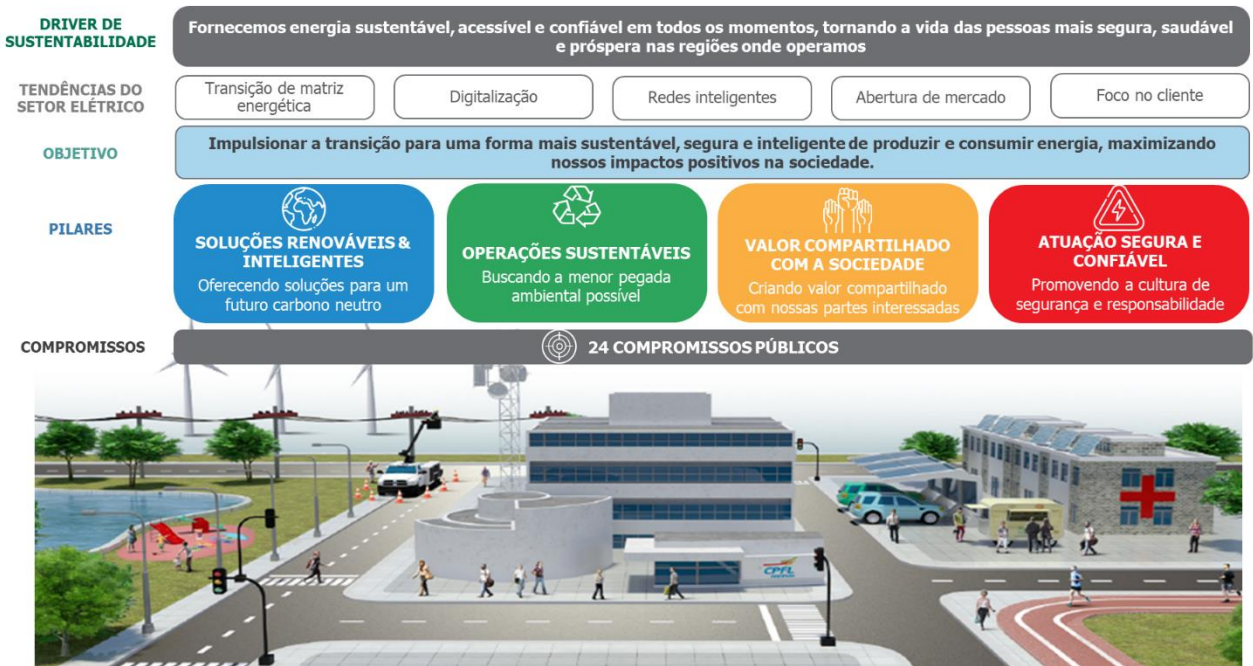 DRIVER DE
SUSTENTABILIDADE
Fornecemos energia sustentável, acessível e confiável em todos os momentos, tornando a vida das pessoas mais segura, saudável
e próspera nas regiões onde operamos
TENDÊNCIAS DO
SETOR ELÉTRICO
Transição de matriz
energética
Digitalização
Redes inteligentes
Abertura de mercado
Foco no cliente
OBJETIVO
Impulsionar a transição para uma forma mais sustentável, segura e inteligente de produzir e consumir energia, maximizando
nossos impactos positivos na sociedade.
PILARES
SOLUÇÕES RENOVÁVEIS &
INTELIGENTES
Oferecendo soluções para um
futuro carbono neutro
OPERAÇÕES SUSTENTÁVEIS
Buscando a menor pegada
ambiental possível
VALOR COMPARTILHADO
COM A SOCIEDADE
Criando valor compartilhado
com nossas partes interessadas
ATUAÇÃO SEGURA E
CONFIÁVEL
Promovendo a cultura de
segurança e responsabilidade
COMPROMISSOS
24 COMPROMISSOS PÚBLICOS
CPFL